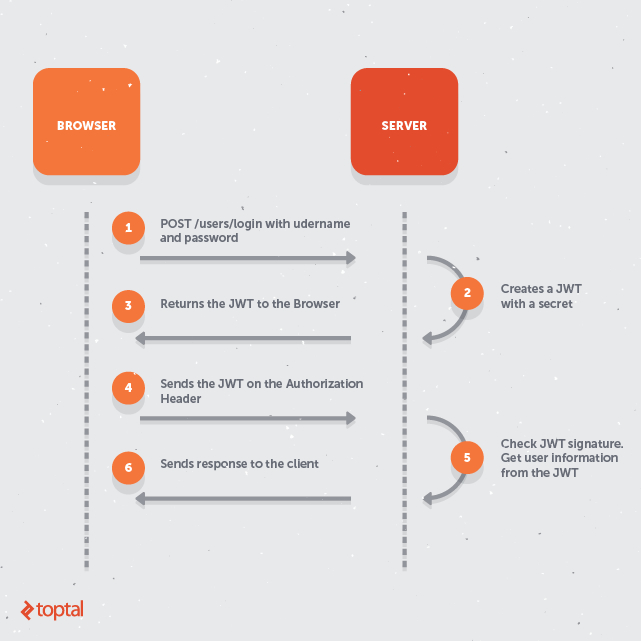 BROWSER
SERVER
1
POST /users/login with udername
and password
2
Creates a JWT
with a secret
3
Returns the JWT to the Browser
4
Sends the JWT on the Authorization
Header
5
Check JWT signature.
Get user information
from the JWT
6
Sends response to the client
toptal